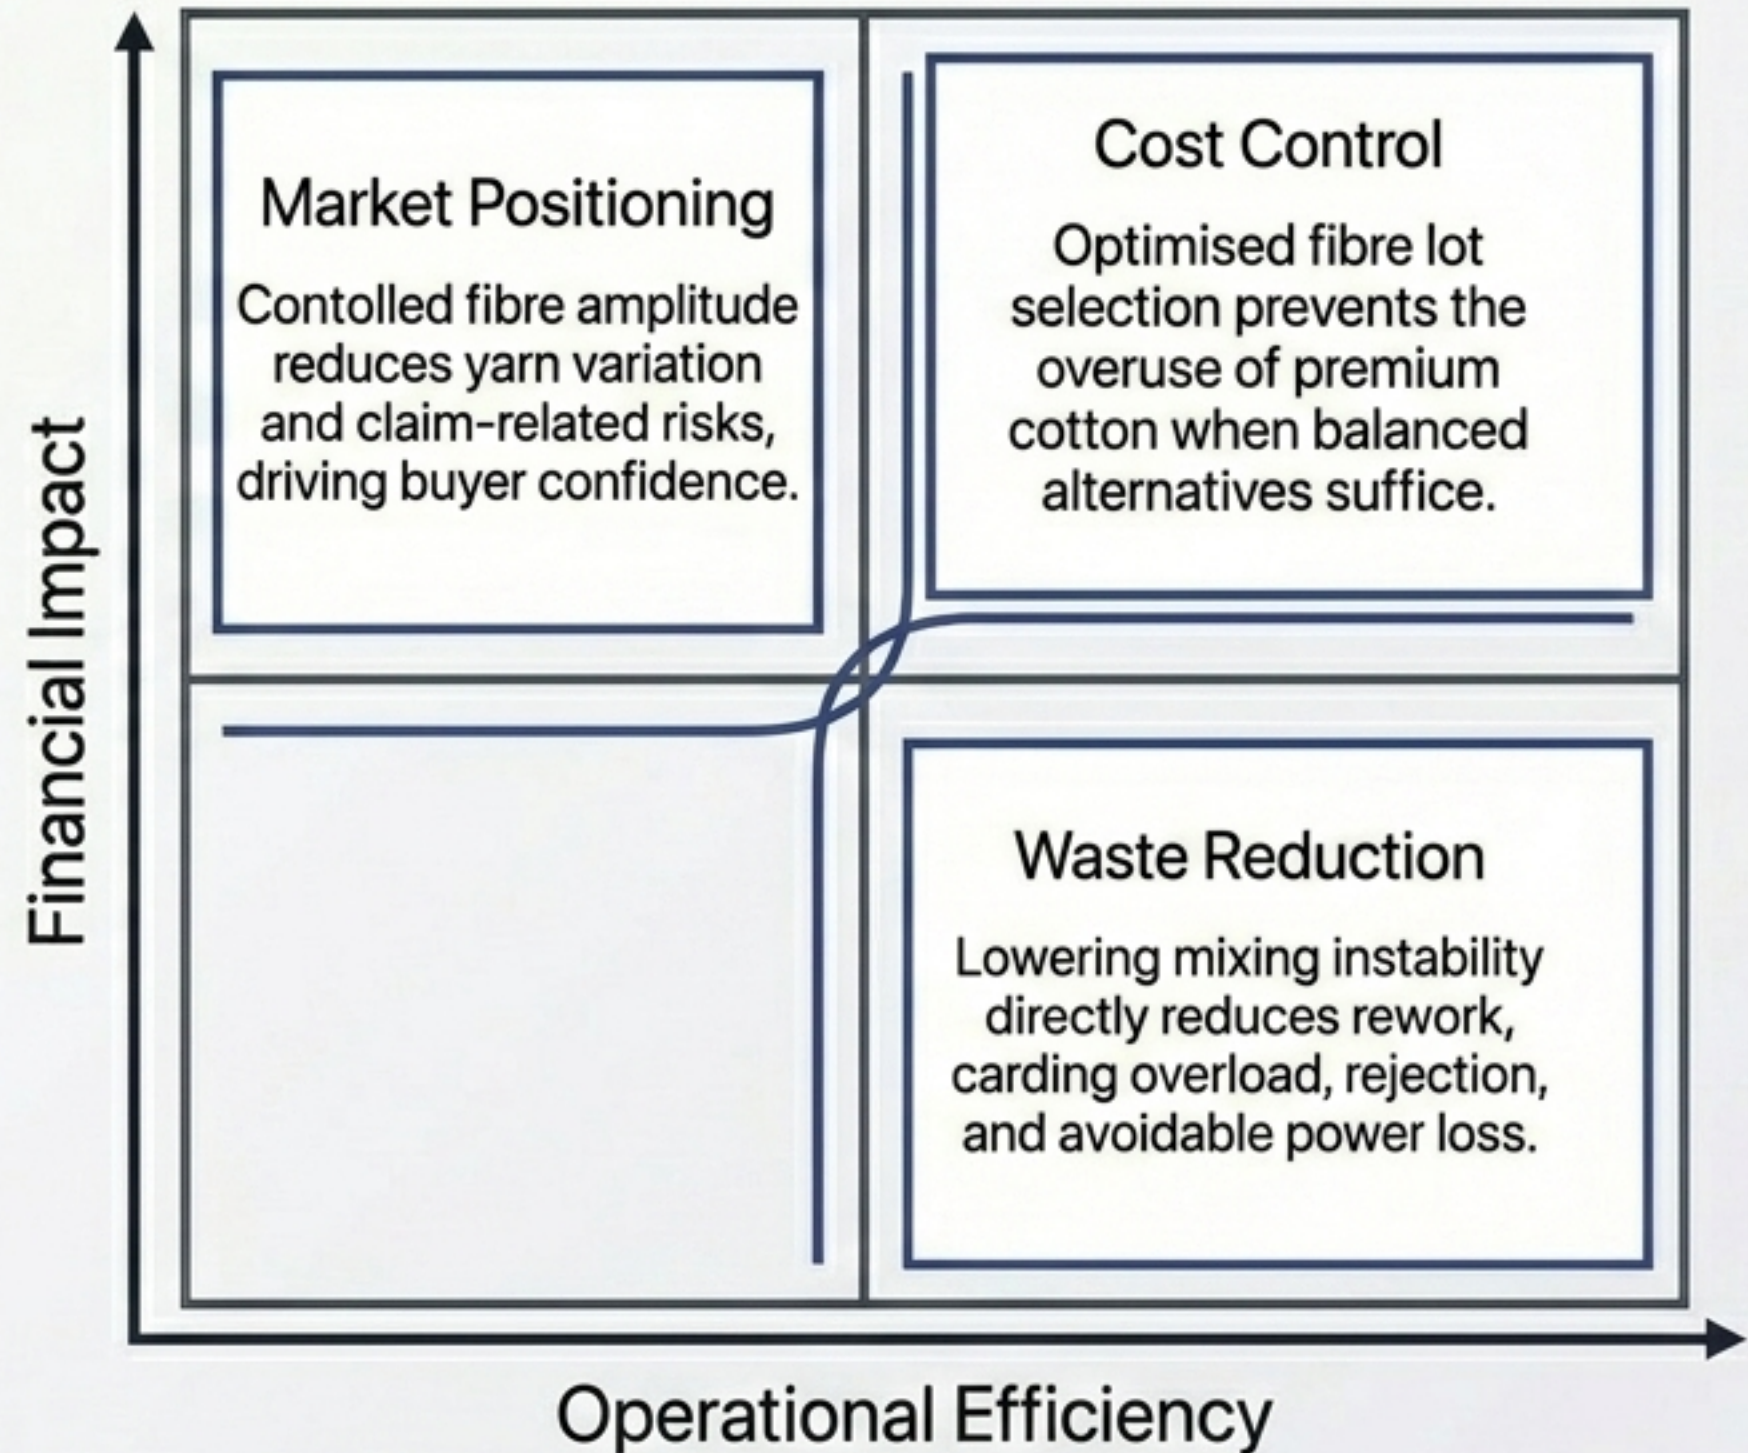 Financial Impact
Market Positioning
Contolled fibre amplitude
reduces yarn variation
and claim-related risks,
driving buyer confidence.
Cost Control
Optimised fibre lot
selection prevents the
overuse of premium
cotton when balanced
alternatives suffice.
Waste Reduction
Lowering mixing instability
directly reduces rework,
carding overload, rejection,
and avoidable power loss.
Operational Efficiency